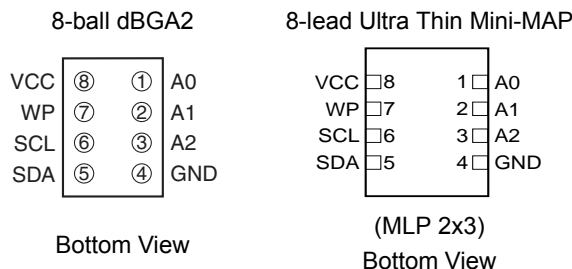 8-ball dBGA2
VCC 8 1 A0
WP 7 2 A1
SCL 6 3 A2
SDA 5 4 GND
Bottom View
8-lead Ultra Thin Mini-MAP
VCC 8 1 A0
WP 7 2 A1
SCL 6 3 A2
SDA 5 4 GND
(MLP 2x3)
Bottom View